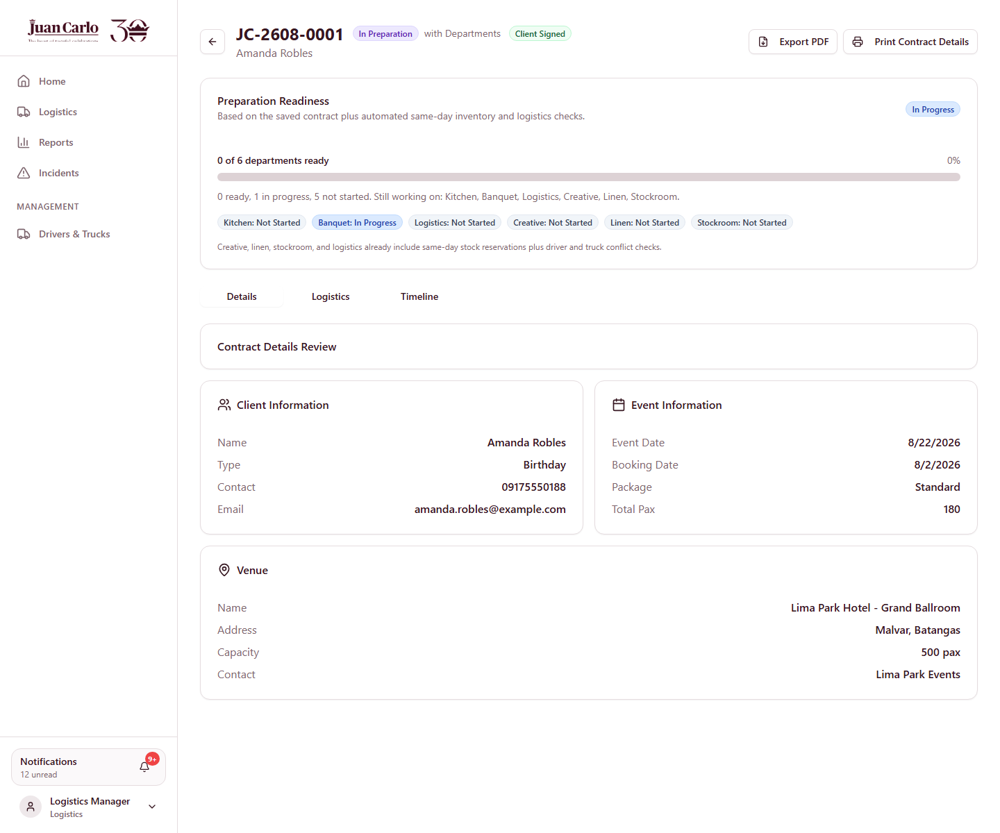 Juan Carlo 30
Home
Logistics
Reports
Incidents
MANAGEMENT
Drivers & Trucks
Notifications
12 unread
9+
Logistics Manager
Logistics
JC-2608-0001
In Preparation
with Departments
Client Signed
Amanda Robles
Export PDF
Print Contract Details
Preparation Readiness
Based on the saved contract plus automated same-day inventory and logistics checks.
In Progress
0 of 6 departments ready
0%
0 ready, 1 in progress, 5 not started. Still working on: Kitchen, Banquet, Logistics, Creative, Linen, Stockroom.
Kitchen: Not Started
Banquet: In Progress
Logistics: Not Started
Creative: Not Started
Linen: Not Started
Stockroom: Not Started
Creative, linen, stockroom, and logistics already include same-day stock reservations plus driver and truck conflict checks.
Details
Logistics
Timeline
Contract Details Review
Client Information
Name Amanda Robles
Type Birthday
Contact 09175550188
Email amanda.robles@example.com
Event Information
Event Date 8/22/2026
Booking Date 8/2/2026
Package Standard
Total Pax 180
Venue
Name Lima Park Hotel - Grand Ballroom
Address Malvar, Batangas
Capacity 500 pax
Contact Lima Park Events